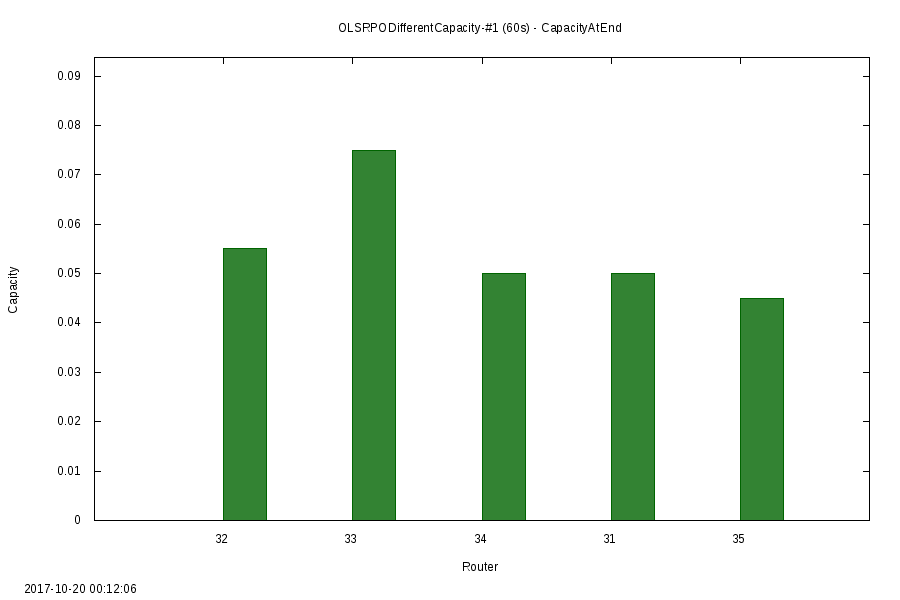 OLSRPODifferentCapacity-#1 (60s) - CapacityAtEnd
0.09
0.08
0.07
0.06
0.05
0.04
0.03
0.02
0.01
0
Capacity
32 33 34 31 35
Router
2017-10-20 00:12:06